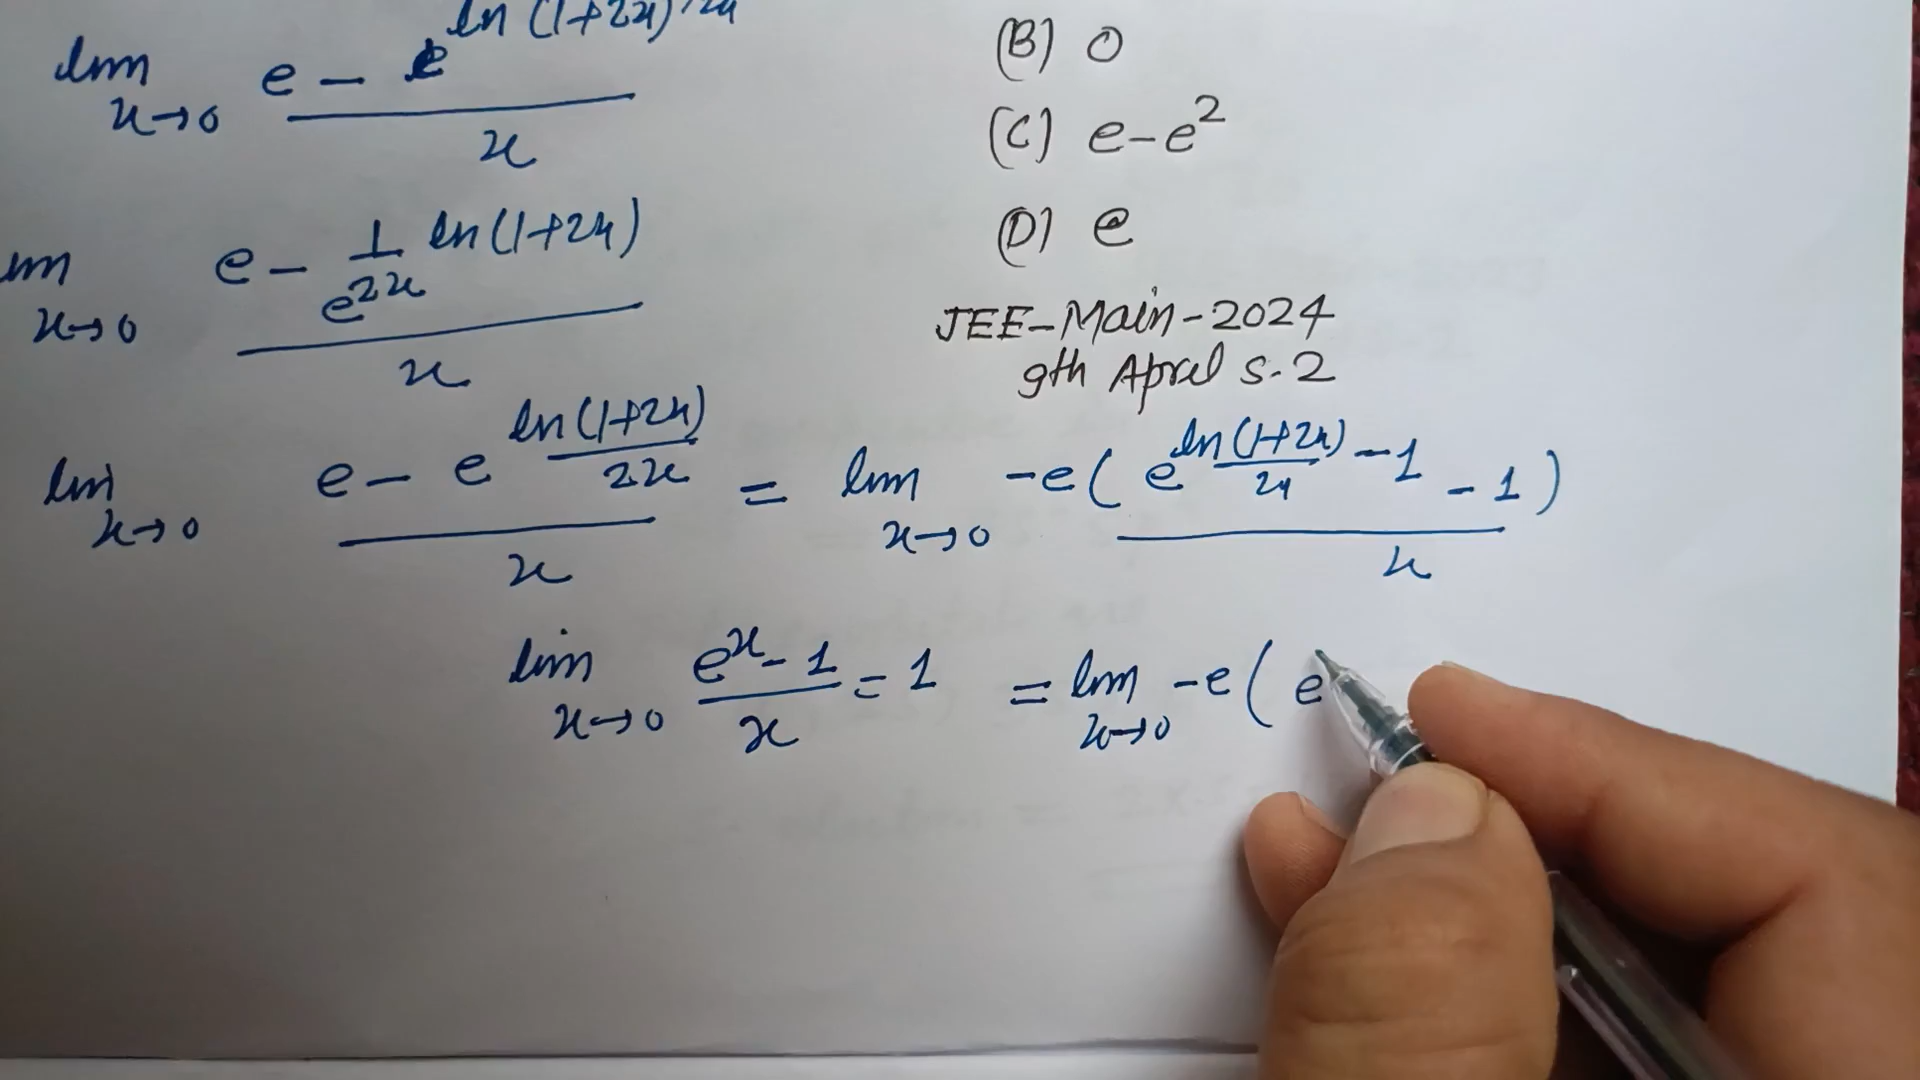 lim x→0 e - e^ln(1+2x)^1/2x / x
lim x→0 e - 1/e^2x ln(1+2x) / x
lim x→0 e - e^ln(1+2x)/2x / x = lim x→0 -e( e^ln(1+2x)/2x -1 - 1 ) / x
lim x→0 e^x - 1 / x = 1 = lim x→0 -e( e
(B) 0
(C) e-e^2
(D) e
JEE-Main-2024
9th April S.2